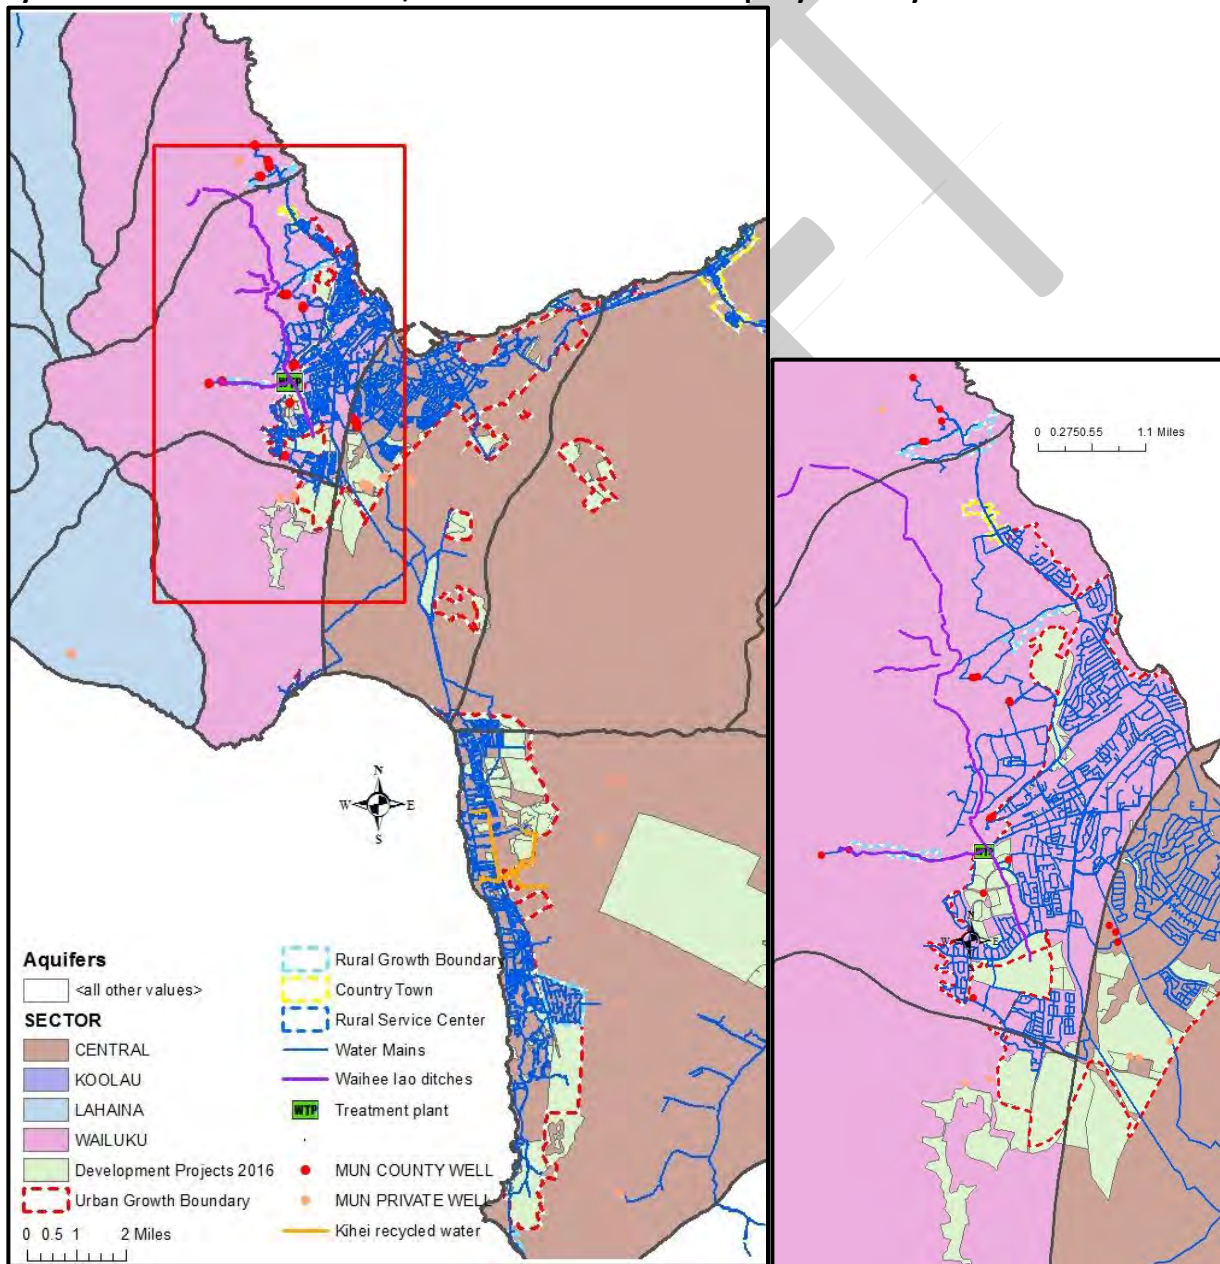 0 0.2750.55 1.1 Miles
WTP
N
W E
S
WTP
N
W E
S
Aquifers
<all other values>
SECTOR
CENTRAL
KOOLAU
LAHAINA
WAILUKU
Development Projects 2016
Urban Growth Boundary
0 0.5 1 2 Miles
Rural Growth Boundary
Country Town
Rural Service Center
Water Mains
Waihee Iao ditches
WTP Treatment plant
MUN COUNTY WELL
MUN PRIVATE WELL
Kihei recycled water